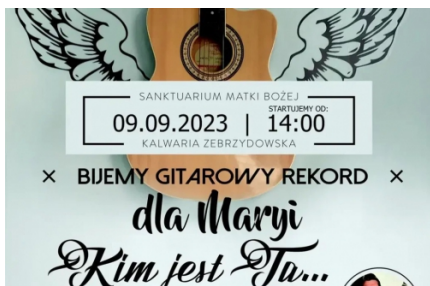 SANKTUARIUM MATKI BOŻEJ
STARTUJEMY OD:
09.09.2023 | 14:00
KALWARIA ZEBRZYDOWSKA
× BIJEMY GITAROWY REKORD ×
dla Maryi
Kim jest Ta...